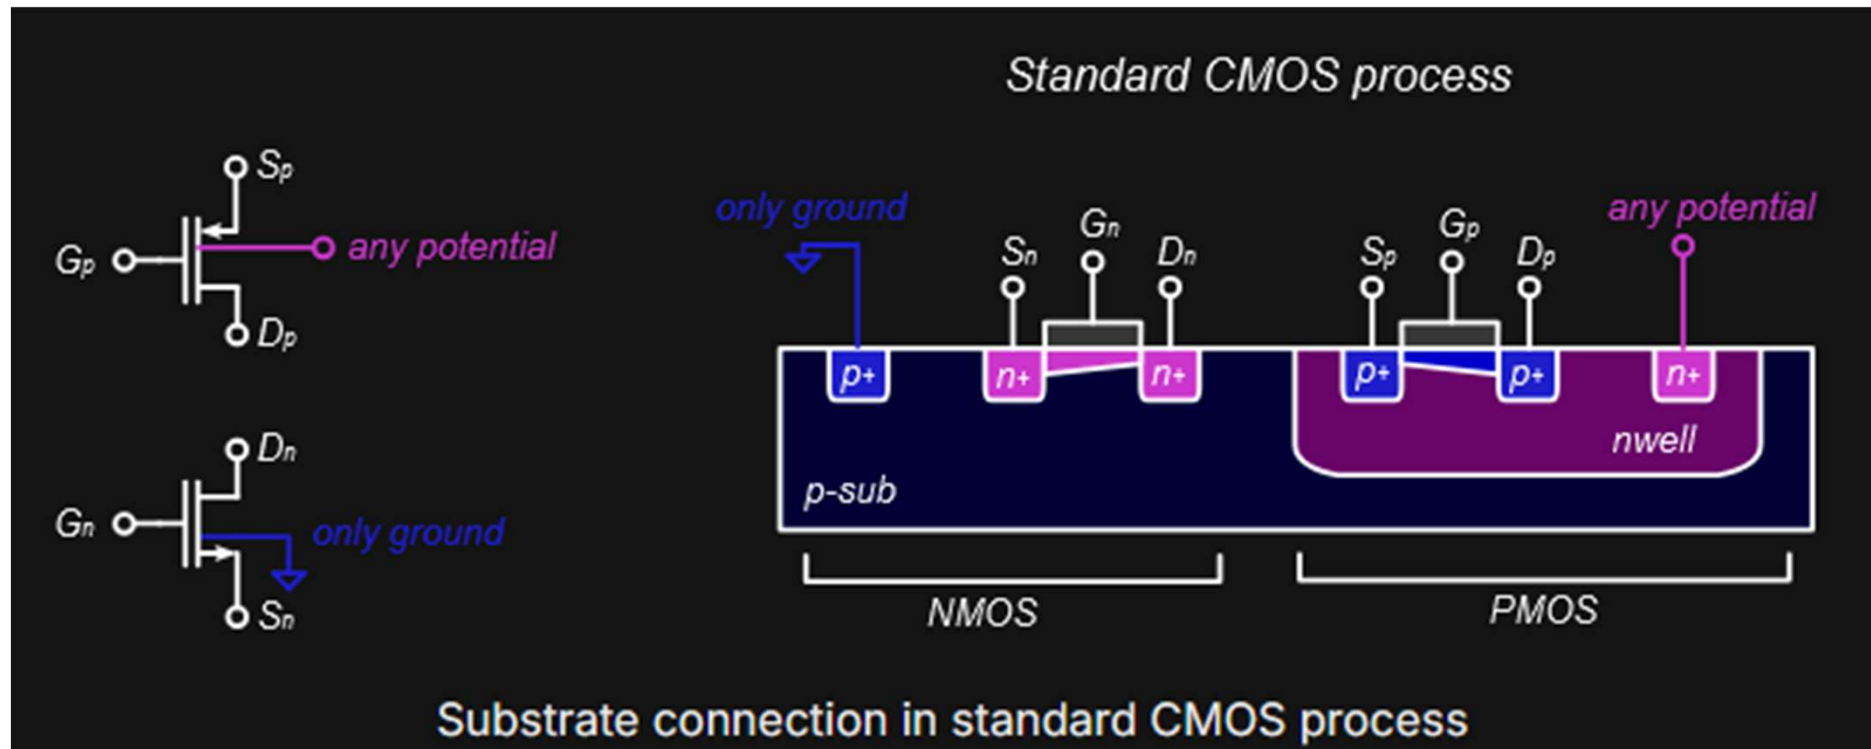 Standard CMOS process
Sp
Gp
any potential
Dp
Dn
Gn
only ground
Sn
only ground
Sn
Gn
Dn
Sp
Gp
Dp
any potential
p+
n+
n+
p+
p+
n+
nwell
p-sub
NMOS
PMOS
Substrate connection in standard CMOS process